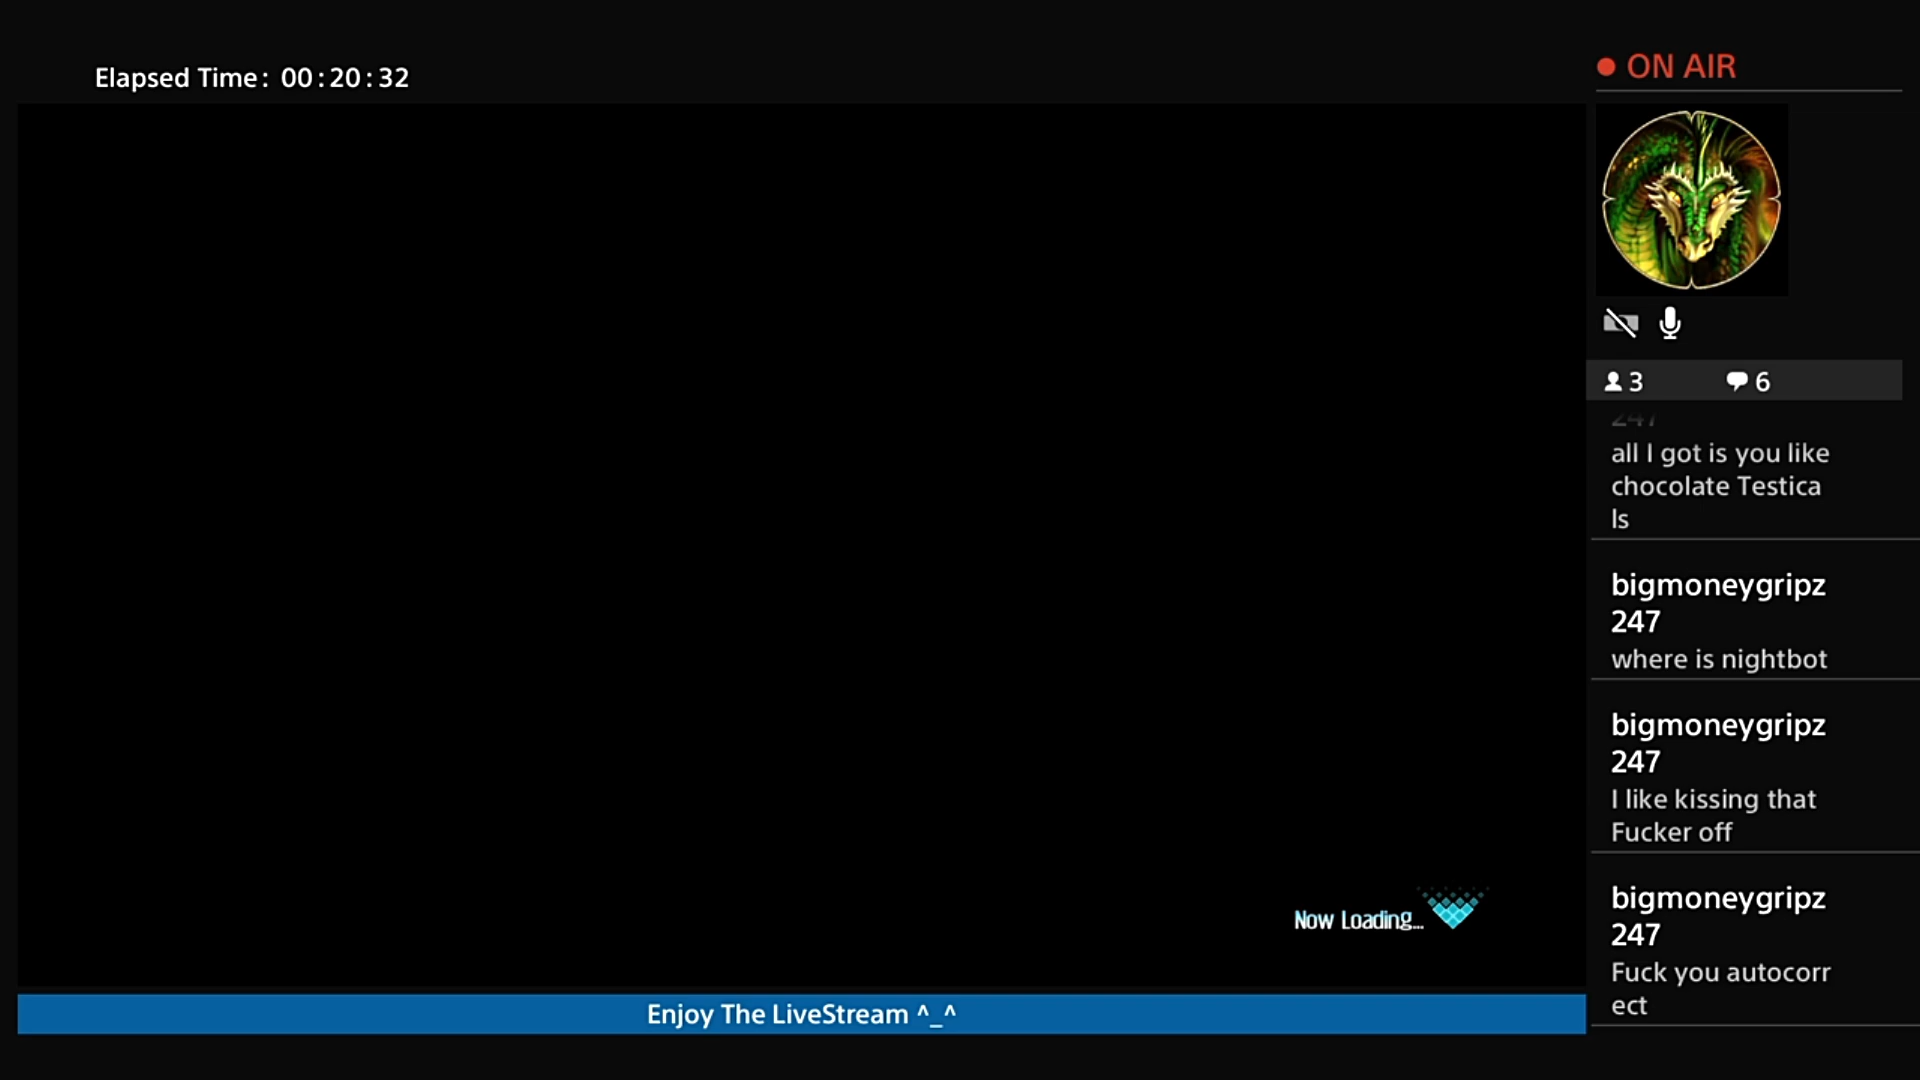 Elapsed Time: 00:20:32
ON AIR
3 6
247
all I got is you like
chocolate Testica
ls
bigmoneygripz
247
where is nightbot
bigmoneygripz
247
I like kissing that
Fucker off
bigmoneygripz
247
Fuck you autocorr
ect
Now Loading...
Enjoy The LiveStream ^_^